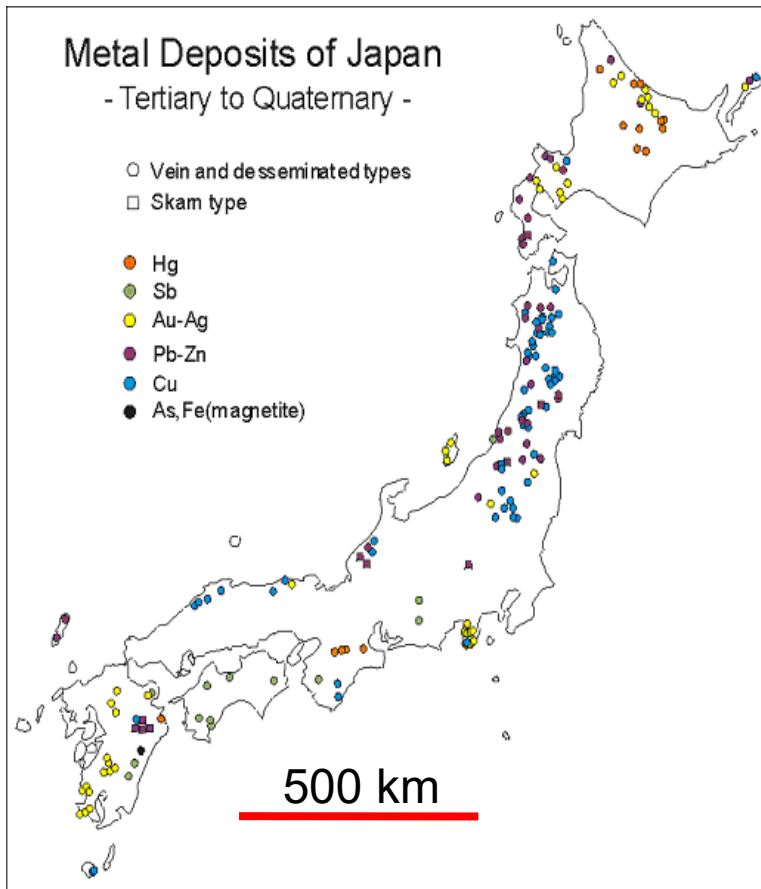 Metal Deposits of Japan
- Tertiary to Quaternary -
Vein and desseminated types
Skarn type
Hg
Sb
Au-Ag
Pb-Zn
Cu
As,Fe(magnetite)
500 km